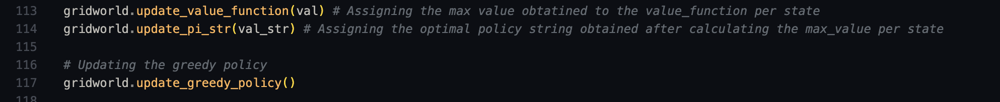 113 gridworld.update_value_function(val) # Assigning the max value obtatined to the value_function per state
114 gridworld.update_pi_str(val_str) # Assigning the optimal policy string obtained after calculating the max_value per state
115
116 # Updating the greedy policy
117 gridworld.update_greedy_policy()
118